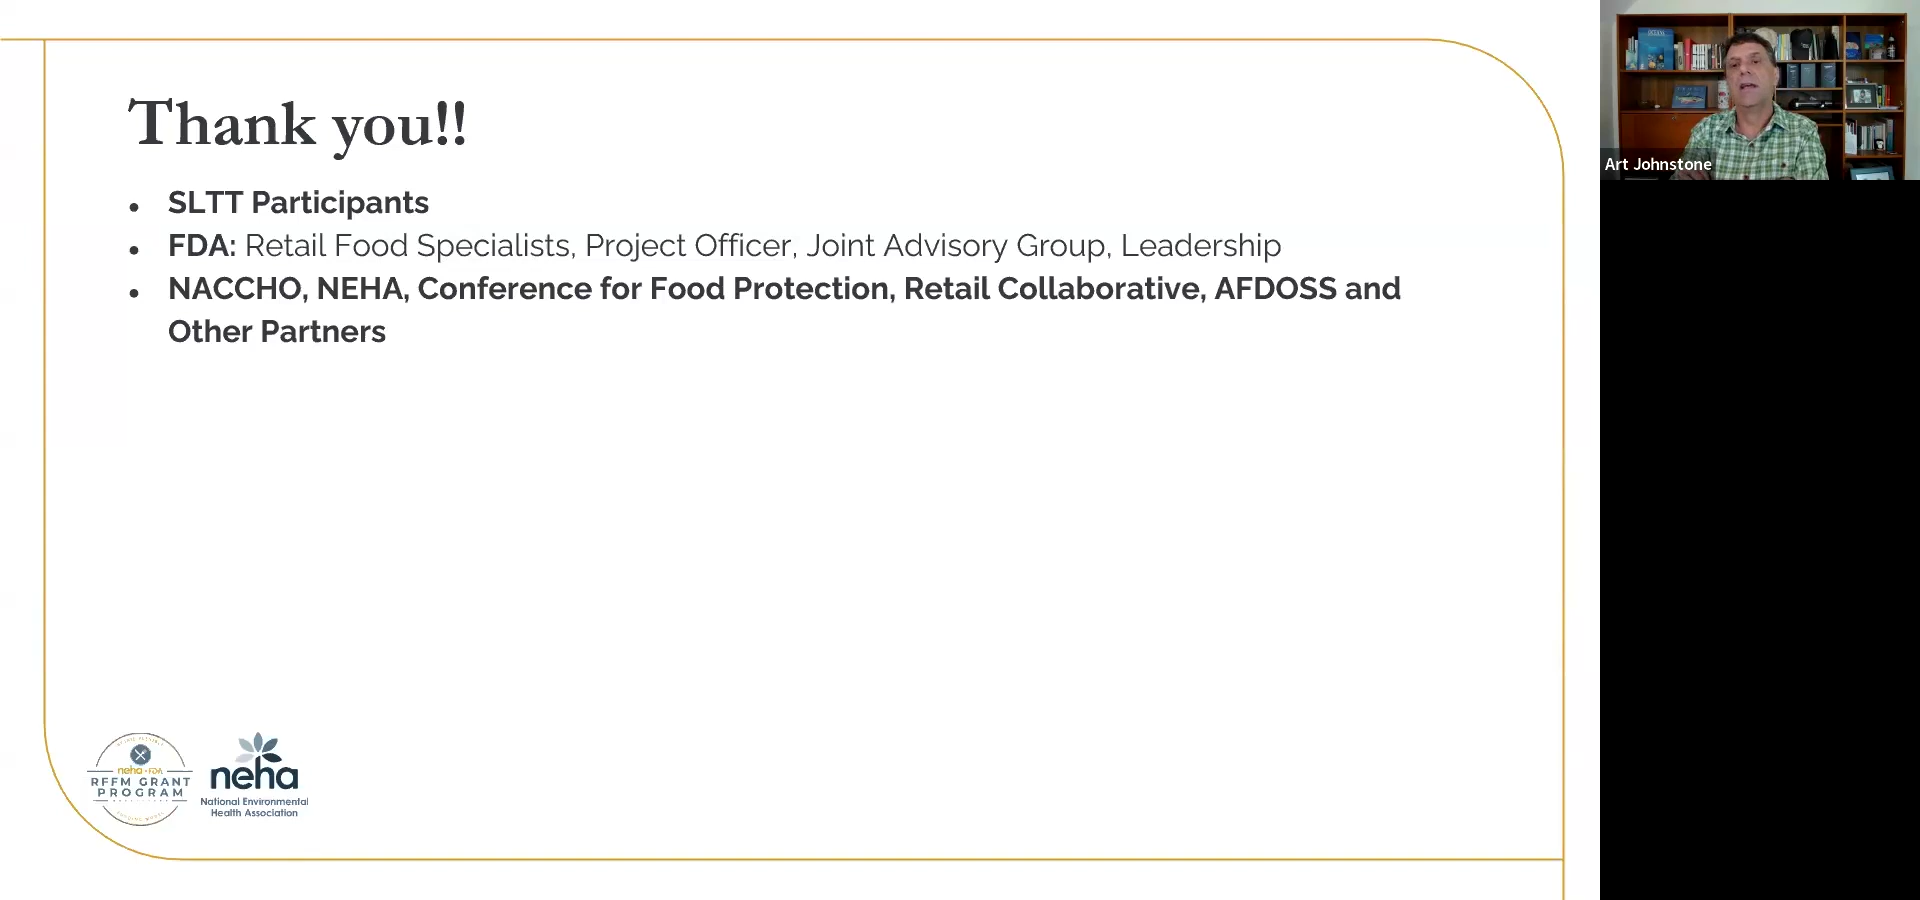 Thank you!!
SLTT Participants
FDA: Retail Food Specialists, Project Officer, Joint Advisory Group, Leadership
NACCHO, NEHA, Conference for Food Protection, Retail Collaborative, AFDOSS and
Other Partners
neha-FDA
RFFM GRANT
PROGRAM
neha
National Environmental
Health Association
Art Johnstone